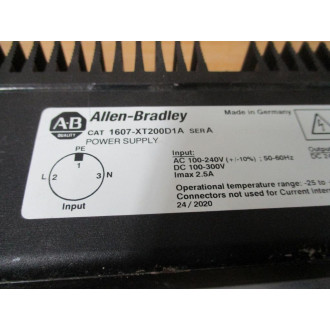 A-B
QUALITY
Allen-Bradley
CAT 1607-XT200D1A SER A
POWER SUPPLY
PE
1
L 2 3 N
Input
Input:
AC 100-240V (+/-10%) ; 50-60Hz
DC 100-300V
Imax 2.5A
Operational temperature range: -25 to
Connectors not used for Current
24 / 2020
Made in Germany
Output